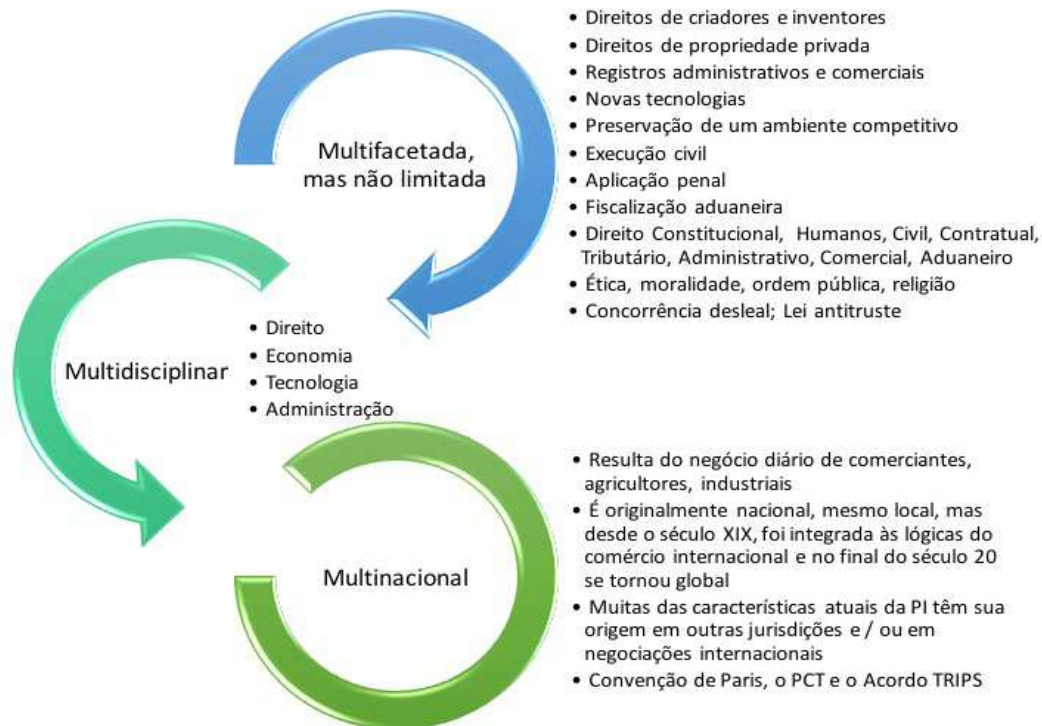 Multifacetada,
mas não limitada
• Direitos de criadores e inventores
• Direitos de propriedade privada
• Registros administrativos e comerciais
• Novas tecnologias
• Preservação de um ambiente competitivo
• Execução civil
• Aplicação penal
• Fiscalização aduaneira
• Direito Constitucional, Humanos, Civil, Contratual,
Tributário, Administrativo, Comercial, Aduaneiro
• Ética, moralidade, ordem pública, religião
• Concorrência desleal; Lei antitruste
Multidisciplinar
• Direito
• Economia
• Tecnologia
• Administração
Multinacional
• Resulta do negócio diário de comerciantes,
agricultores, industriais
• É originalmente nacional, mesmo local, mas
desde o século XIX, foi integrada às lógicas do
comércio internacional e no final do século 20
se tornou global
• Muitas das características atuais da PI têm sua
origem em outras jurisdições e / ou em
negociações internacionais
• Convenção de Paris, o PCT e o Acordo TRIPS